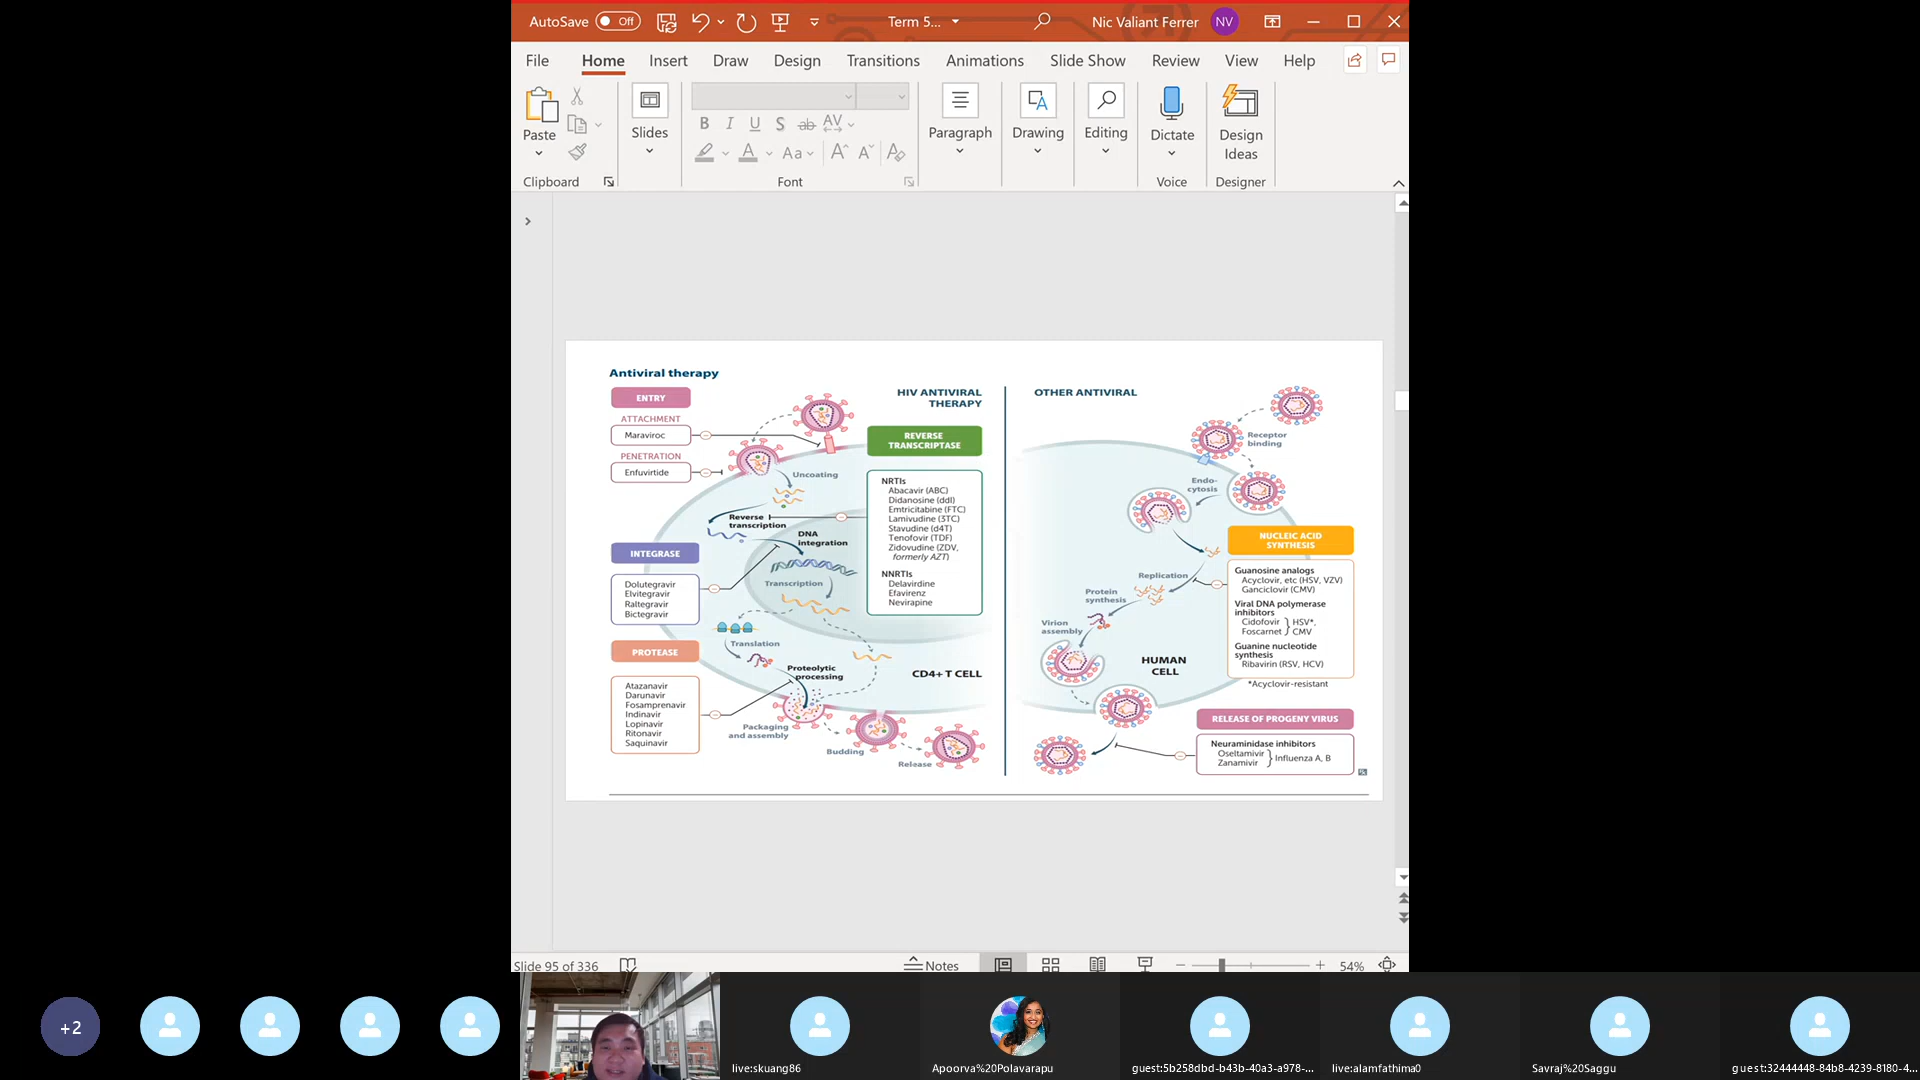 AutoSave Off Term 5... Nic Valiant Ferrer NV
File Home Insert Draw Design Transitions Animations Slide Show Review View Help
Paste
Slides
Paragraph
Drawing
Editing
Dictate
Design
Ideas
Clipboard
Font
Voice
Designer
Antiviral therapy
ENTRY
ATTACHMENT
Maraviroc
PENETRATION
Enfuvirtide
HIV ANTIVIRAL
THERAPY
REVERSE
TRANSCRIPTASE
NRTIs
Abacavir (ABC)
Didanosine (ddI)
Emtricitabine (FTC)
Lamivudine (3TC)
Stavudine (d4T)
Tenofovir (TDF)
Zidovudine (ZDV,
formerly AZT)
NNRTIs
Delavirdine
Efavirenz
Nevirapine
Uncoating
Reverse
transcription
DNA
integration
Transcription
INTEGRASE
Dolutegravir
Elvitegravir
Raltegravir
Bictegravir
Translation
Proteolytic
processing
PROTEASE
Atazanavir
Darunavir
Fosamprenavir
Indinavir
Lopinavir
Ritonavir
Saquinavir
CD4+ T CELL
Packaging
and assembly
Budding
Release
OTHER ANTIVIRAL
Receptor
binding
Endo-
cytosis
NUCLEIC ACID
SYNTHESIS
Guanosine analogs
Acyclovir, etc (HSV, VZV)
Ganciclovir (CMV)
Viral DNA polymerase
inhibitors
Cidofovir } HSV*,
Foscarnet } CMV
Guanine nucleotide
synthesis
Ribavirin (RSV, HCV)
*Acyclovir-resistant
Replication
Protein
synthesis
Virion
assembly
HUMAN
CELL
RELEASE OF PROGENY VIRUS
Neuraminidase inhibitors
Oseltamivir
Zanamivir } Influenza A, B
Slide 95 of 336
Notes
54%
+2
live:skuang86
Apoorva%20Polavarapu
guest:5b258dbd-b43b-40a3-a978-...
live:alamfathima0
Savraj%20Saggu
guest:32444448-84b8-4239-8180-4...